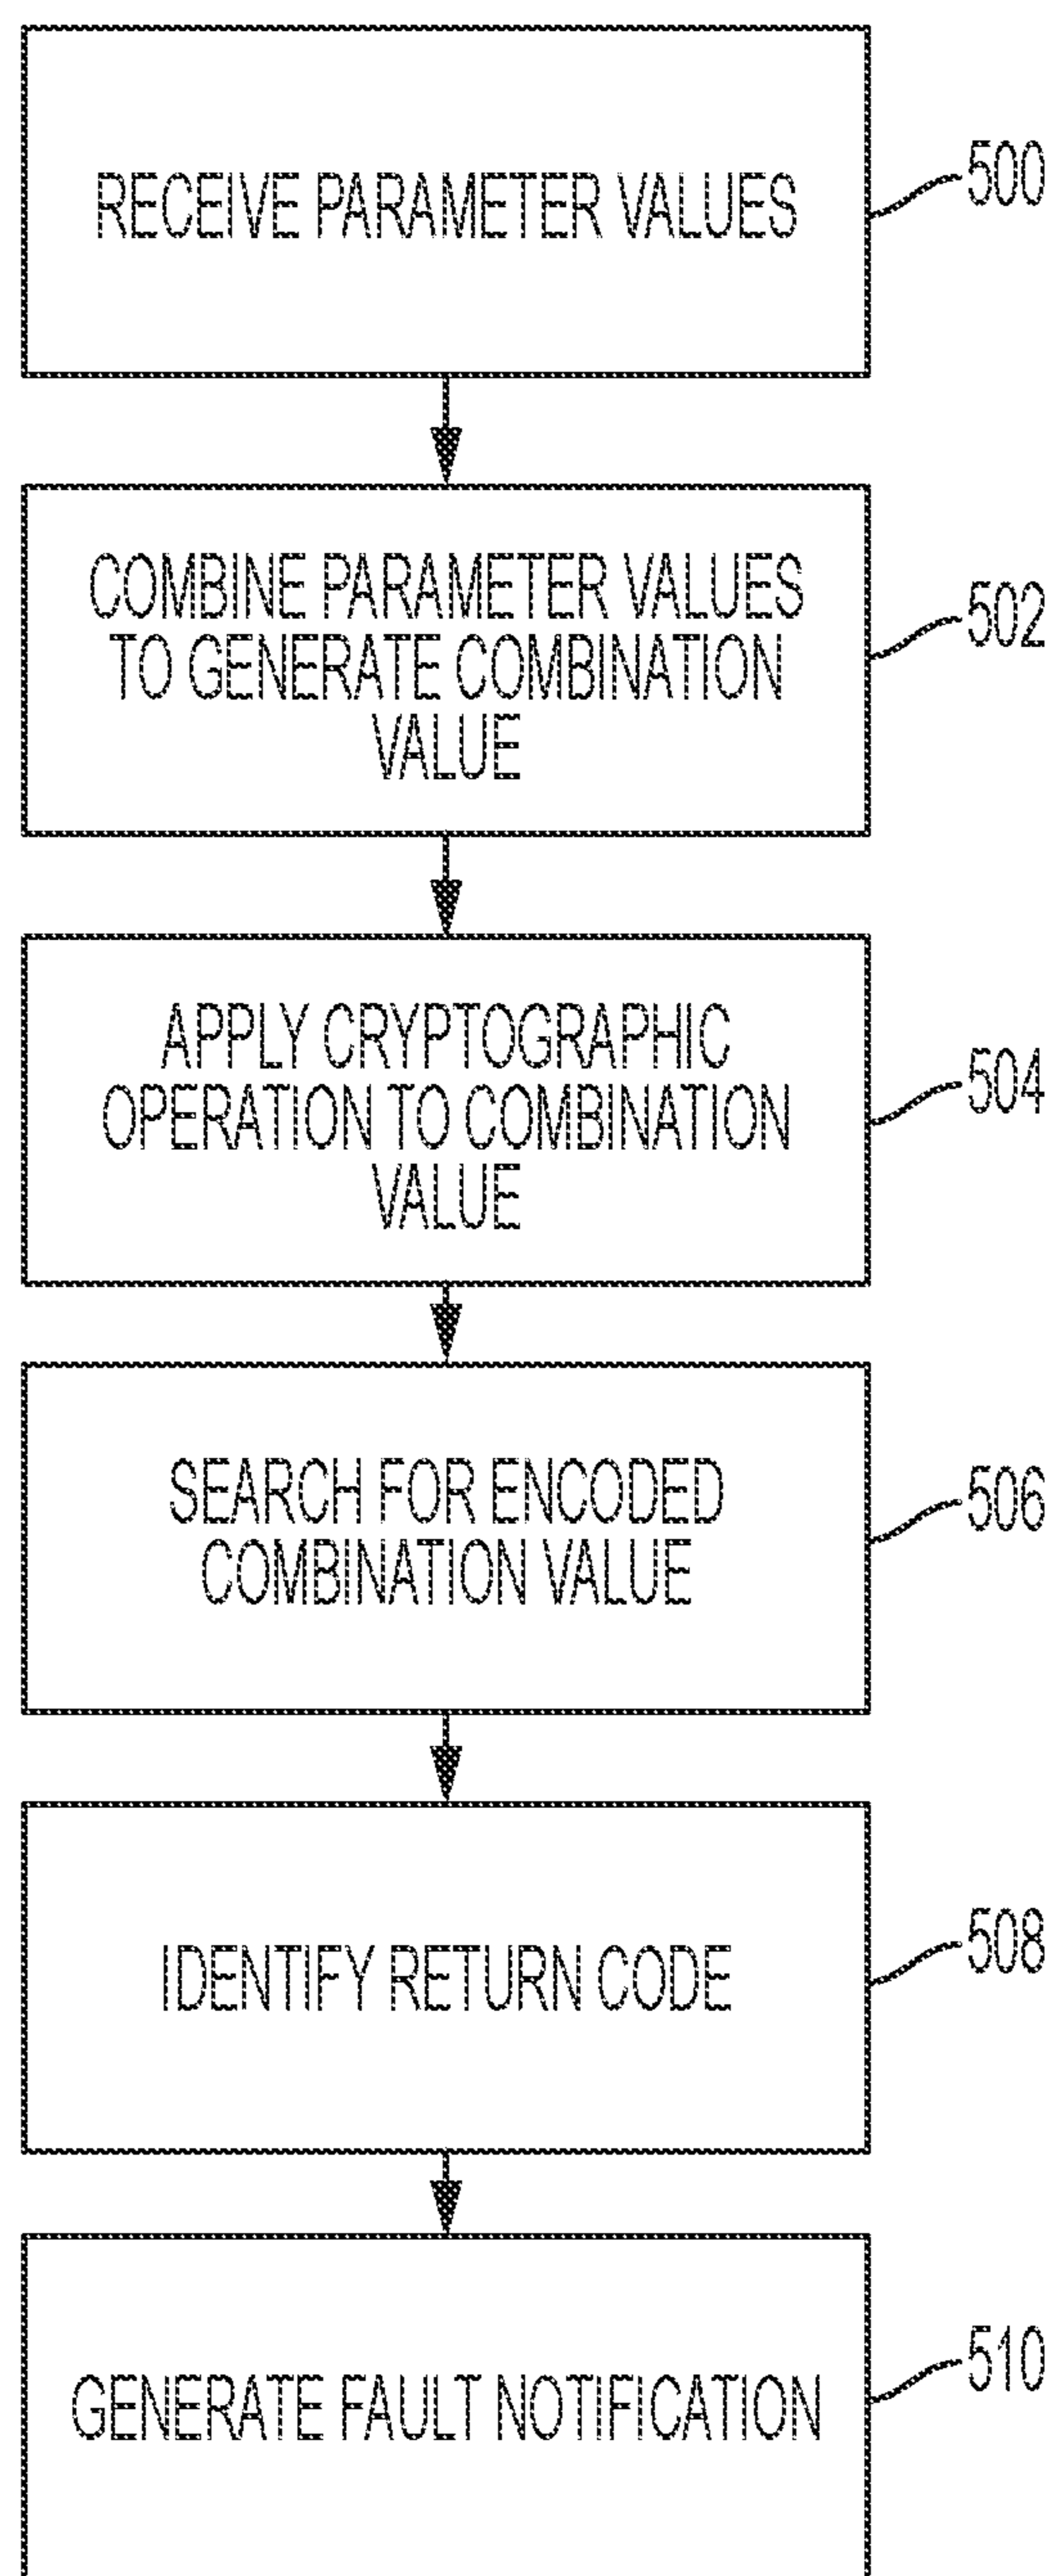 RECEIVE PARAMETER VALUES
500
COMBINE PARAMETER VALUES
TO GENERATE COMBINATION
VALUE
502
APPLY CRYPTOGRAPHIC
OPERATION TO COMBINATION
VALUE
504
SEARCH FOR ENCODED
COMBINATION VALUE
506
IDENTIFY RETURN CODE
508
GENERATE FAULT NOTIFICATION
510